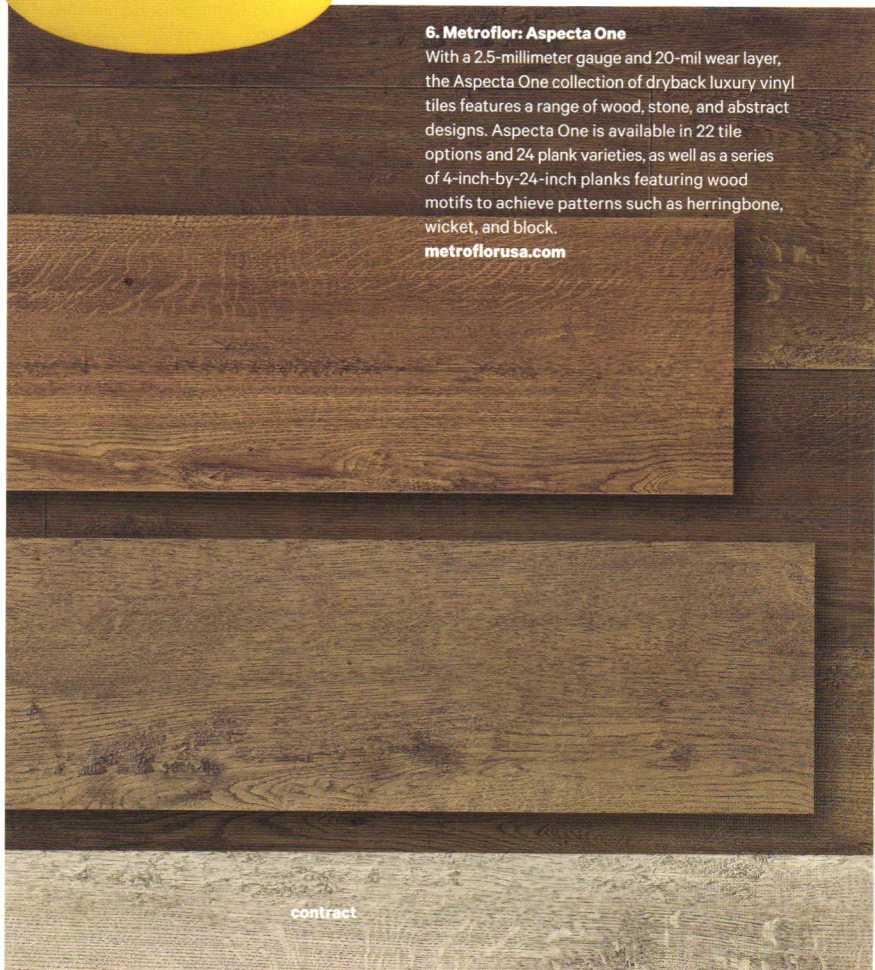 6. Metroflor: Aspecta One
With a 2.5-millimeter gauge and 20-mil wear layer,
the Aspecta One collection of dryback luxury vinyl
tiles features a range of wood, stone, and abstract
designs. Aspecta One is available in 22 tile
options and 24 plank varieties, as well as a series
of 4-inch-by-24-inch planks featuring wood
motifs to achieve patterns such as herringbone,
wicket, and block.
metroflorusa.com
contract